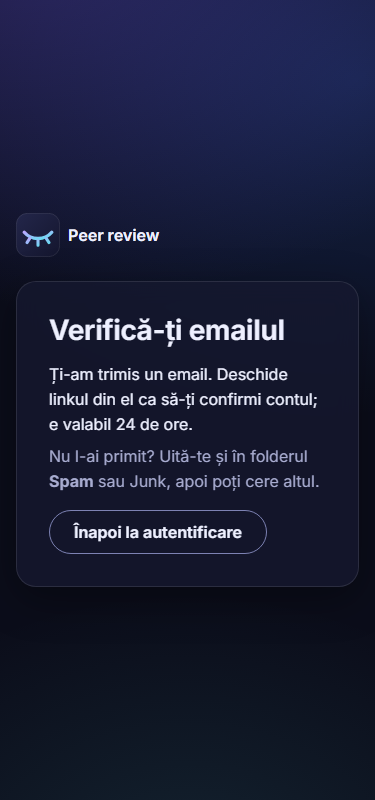 Peer review
Verifică-ți emailul
Ți-am trimis un email. Deschide
linkul din el ca să-ți confirmi contul;
e valabil 24 de ore.
Nu l-ai primit? Uită-te și în folderul
Spam sau Junk, apoi poți cere altul.
Înapoi la autentificare